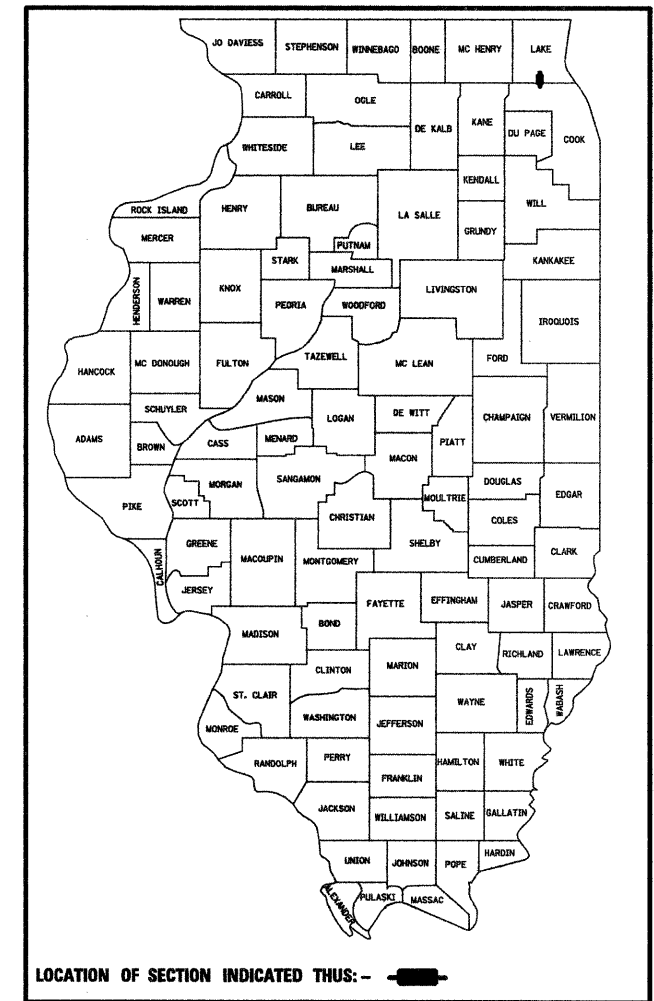 JO DAVIESS STEPHENSON WINNEBAGO BOONE MC HENRY LAKE
CARROLL OGLE DE KALB KANE DU PAGE COOK
WHITESIDE LEE
KENDALL WILL
ROCK ISLAND HENRY BUREAU LA SALLE
MERCER PUTNAM GRUNDY
STARK MARSHALL KANKAKEE
HENDERSON WARREN KNOX PEORIA WOODFORD LIVINGSTON IROQUOIS
HANCOCK MC DONOUGH FULTON TAZEWELL MC LEAN FORD
SCHUYLER MASON LOGAN DE WITT CHAMPAIGN VERMILION
ADAMS BROWN CASS MENARD MACON PIATT
PIKE SCOTT MORGAN SANGAMON MOULTRIE DOUGLAS EDGAR
CHRISTIAN COLES
CALHOUN GREENE MACOUPIN MONTGOMERY SHELBY CUMBERLAND CLARK
JERSEY FAYETTE EFFINGHAM JASPER CRAWFORD
MADISON BOND
CLAY RICHLAND LAWRENCE
CLINTON MARION
ST. CLAIR WAYNE EDWARDS WABASH
MONROE WASHINGTON JEFFERSON
RANDOLPH PERRY HAMILTON WHITE
FRANKLIN
JACKSON WILLIAMSON SALINE GALLATIN
UNION JOHNSON POPE HARDIN
ALEXANDER PULASKI MASSAC
LOCATION OF SECTION INDICATED THUS: -